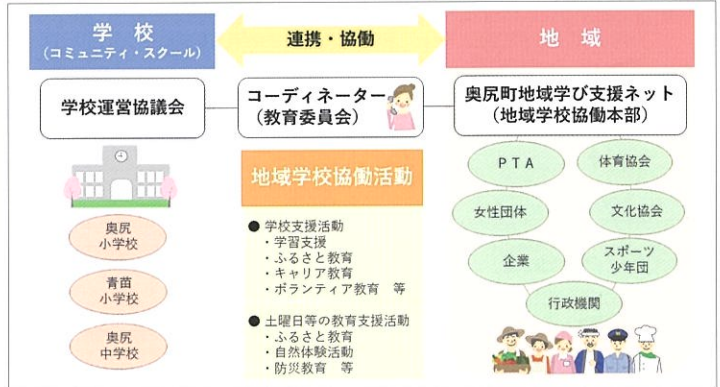 学 校
(コミュニティ・スクール)
連携・協働
地 域
学校運営協議会
コーディネーター
(教育委員会)
奥尻町地域学び支援ネット
(地域学校協働本部)
奥尻
小学校
青苗
小学校
奥尻
中学校
地域学校協働活動
● 学校支援活動
・学習支援
・ふるさと教育
・キャリア教育
・ボランティア教育 等
● 土曜日等の教育支援活動
・ふるさと教育
・自然体験活動
・防災教育 等
PTA
体育協会
女性団体
文化協会
企業
スポーツ
少年団
行政機関